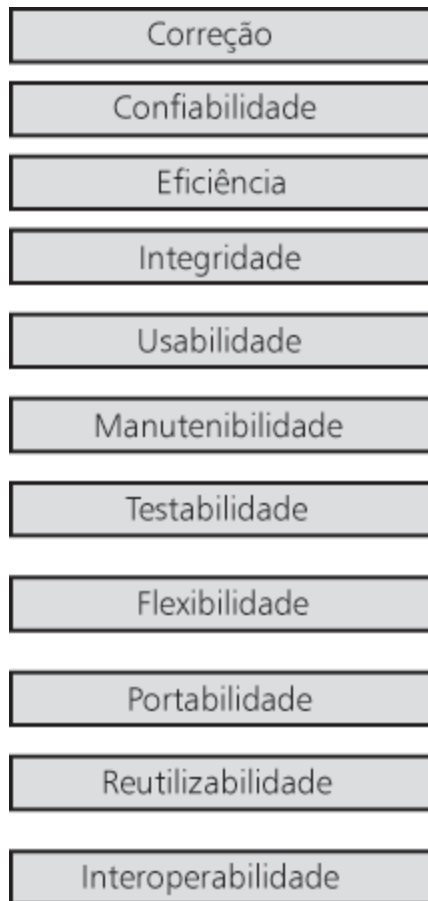 Correção
Confiabilidade
Eficiência
Integridade
Usabilidade
Manutenibilidade
Testabilidade
Flexibilidade
Portabilidade
Reutilizabilidade
Interoperabilidade